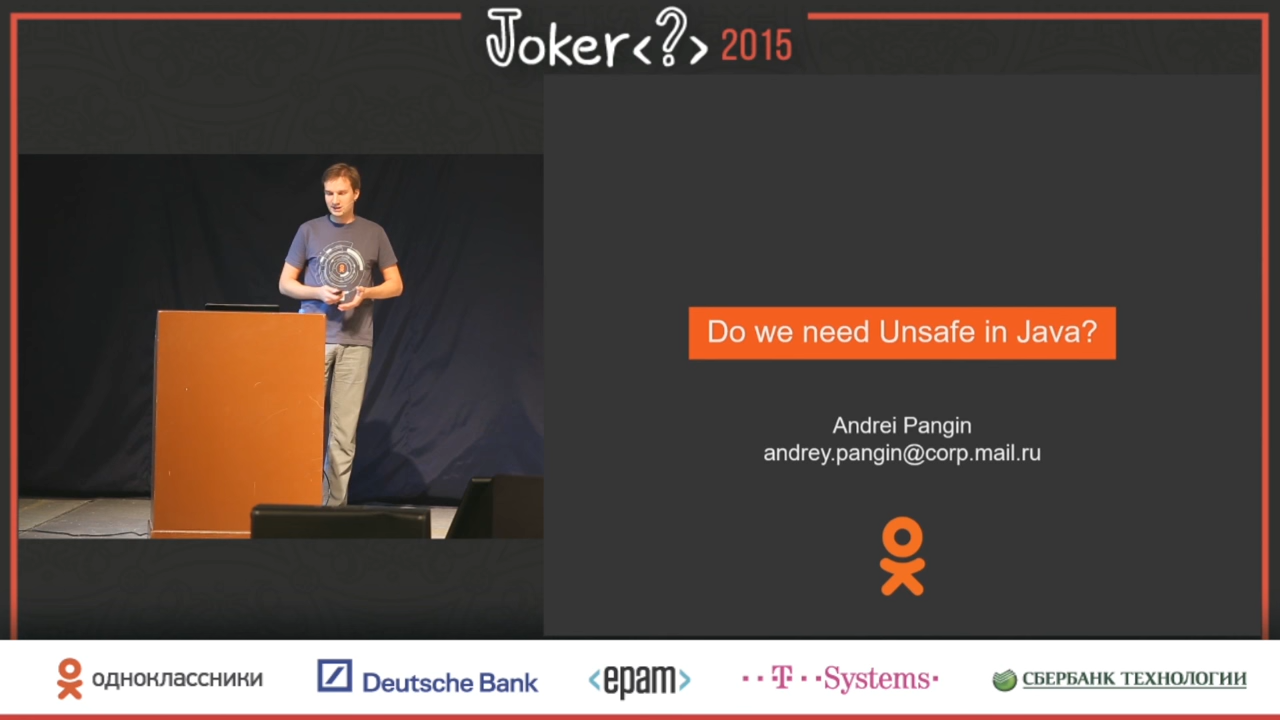 Joker<?> 2015
Do we need Unsafe in Java?
Andrei Pangin
andrey.pangin@corp.mail.ru
одноклассники
Deutsche Bank
<epam>
··T··Systems·
СБЕРБАНК ТЕХНОЛОГИИ